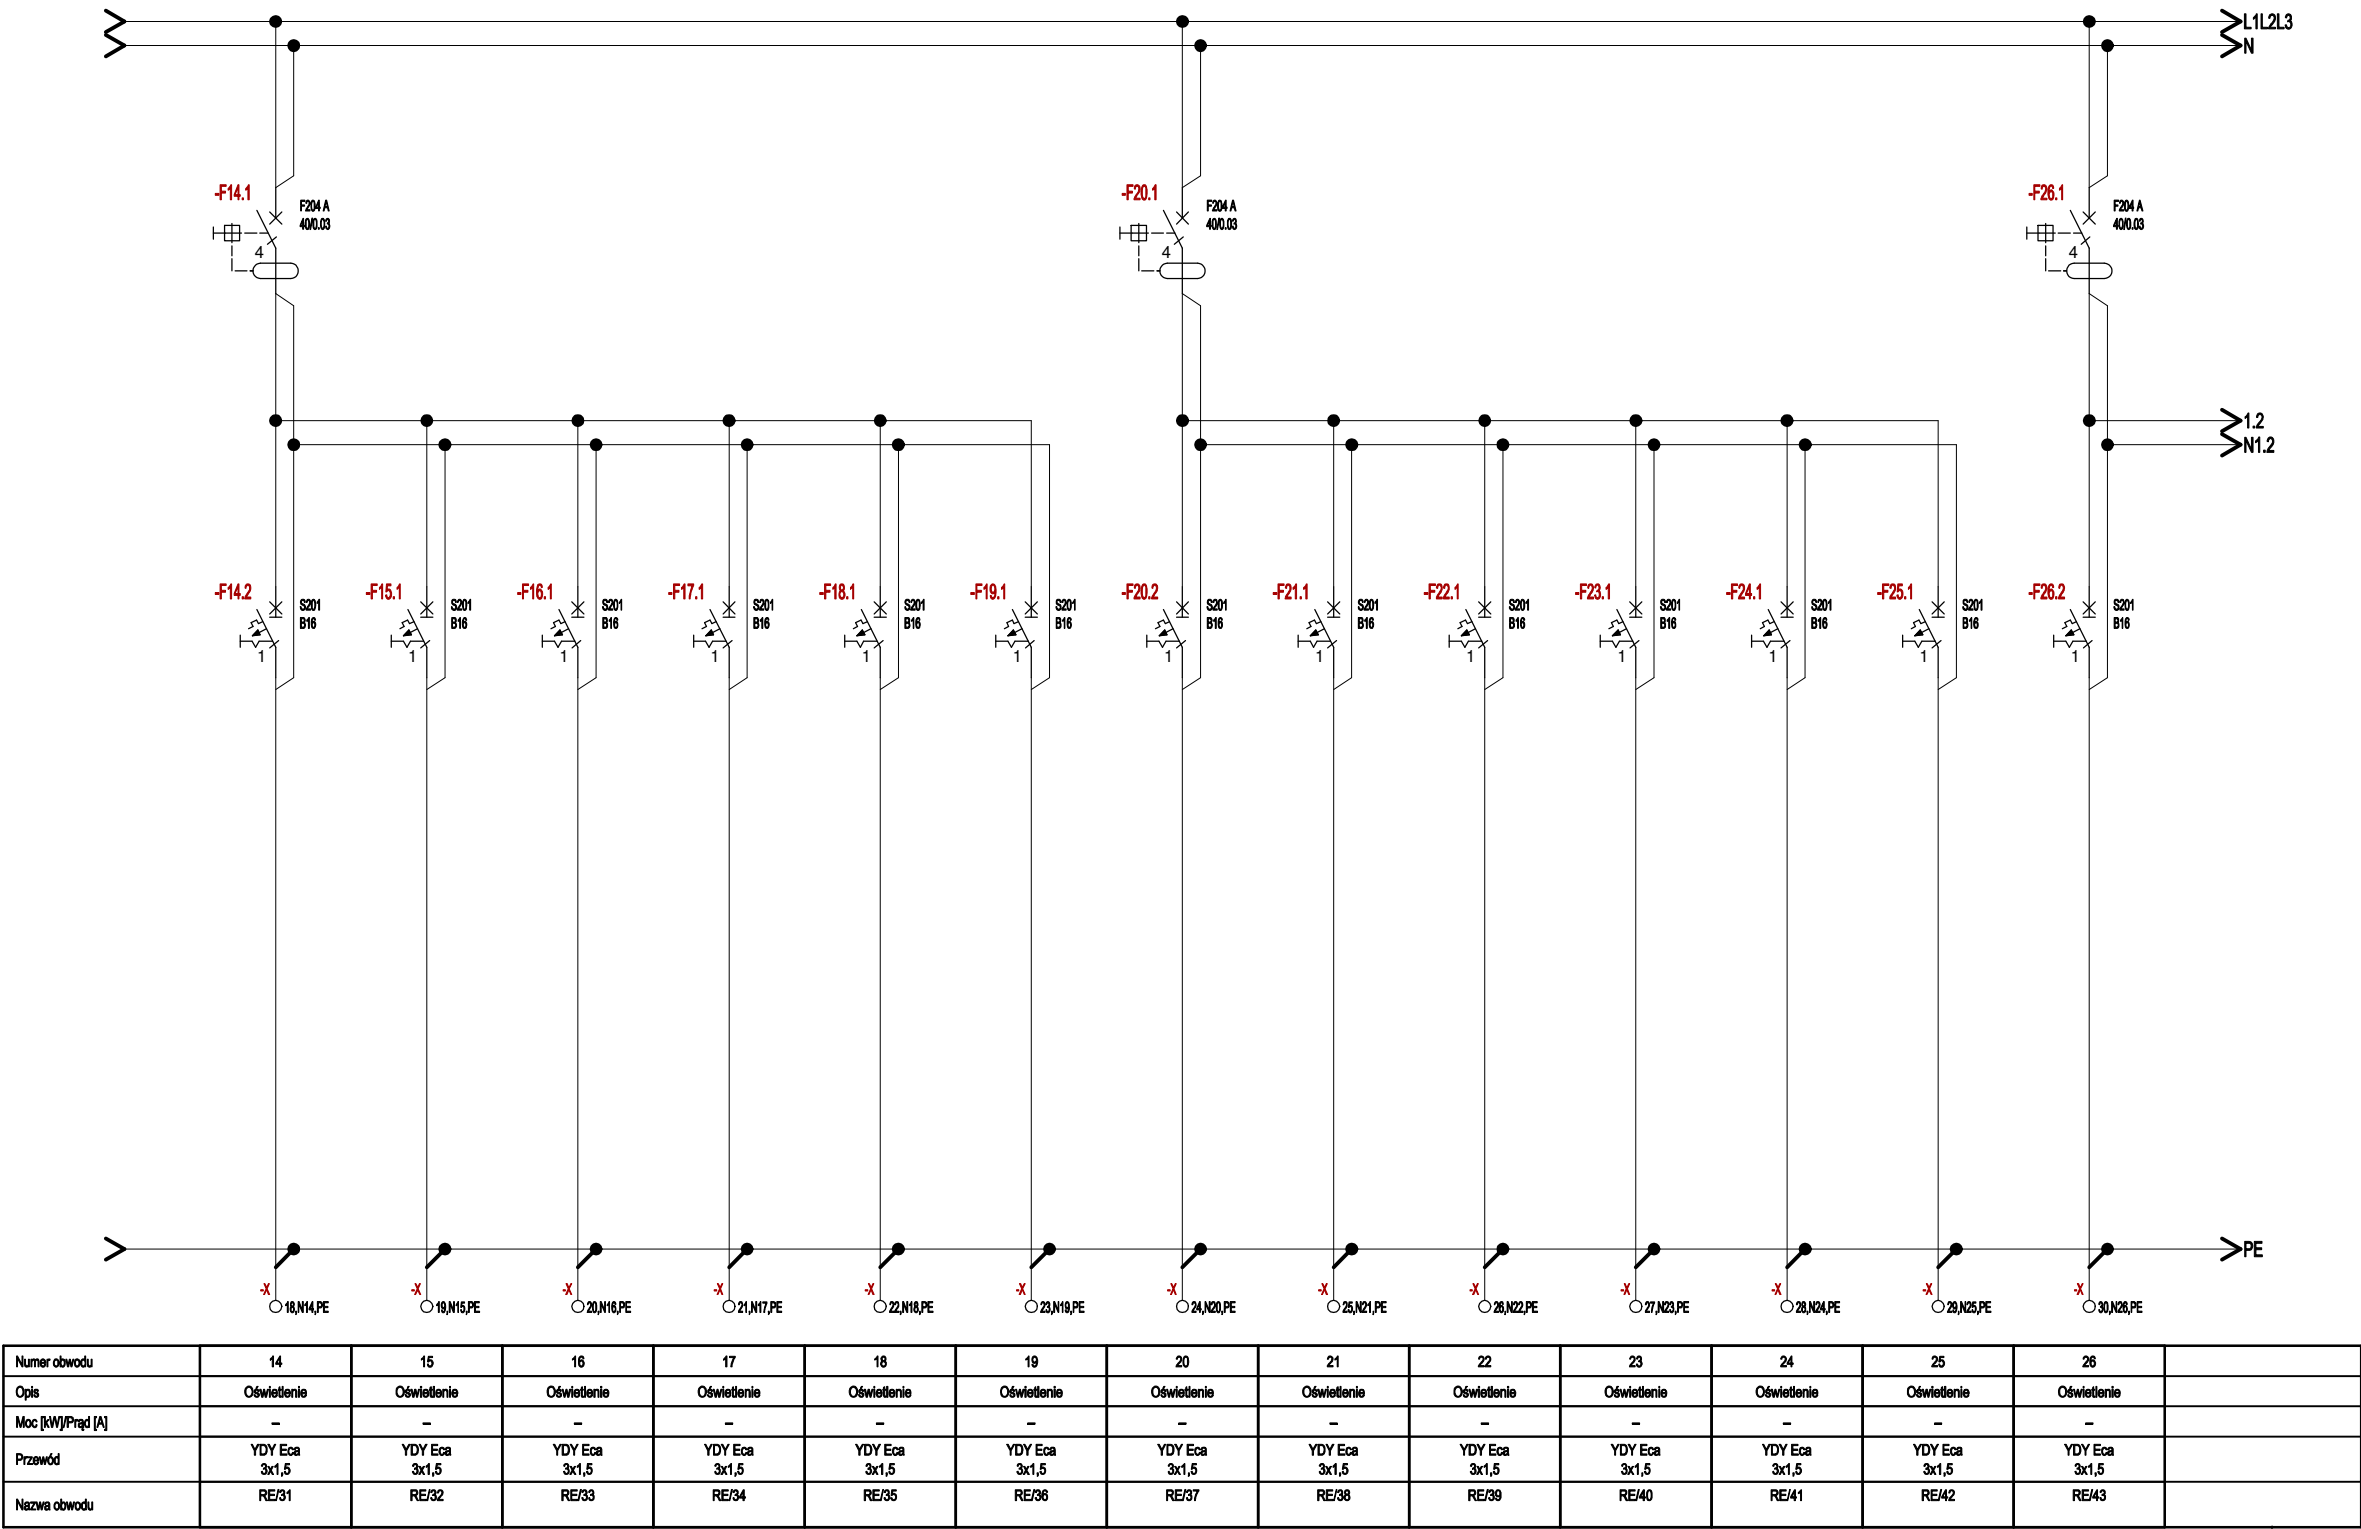 L1L2L3
N
-F14.1 F204 A 40/0.03 4
-F20.1 F204 A 40/0.03 4
-F26.1 F204 A 40/0.03 4
1.2
N1.2
-F14.2 S201 B16 1
-F15.1 S201 B16 1
-F16.1 S201 B16 1
-F17.1 S201 B16 1
-F18.1 S201 B16 1
-F19.1 S201 B16 1
-F20.2 S201 B16 1
-F21.1 S201 B16 1
-F22.1 S201 B16 1
-F23.1 S201 B16 1
-F24.1 S201 B16 1
-F25.1 S201 B16 1
-F26.2 S201 B16 1
PE
-X 18,N14,PE
-X 19,N15,PE
-X 20,N16,PE
-X 21,N17,PE
-X 22,N18,PE
-X 23,N19,PE
-X 24,N20,PE
-X 25,N21,PE
-X 26,N22,PE
-X 27,N23,PE
-X 28,N24,PE
-X 29,N25,PE
-X 30,N26,PE
Numer obwodu 14 15 16 17 18 19 20 21 22 23 24 25 26
Opis Oświetlenie Oświetlenie Oświetlenie Oświetlenie Oświetlenie Oświetlenie Oświetlenie Oświetlenie Oświetlenie Oświetlenie Oświetlenie Oświetlenie Oświetlenie
Moc [kW]/Prąd [A] – – – – – – – – – – – – –
Przewód YDY Eca YDY Eca YDY Eca YDY Eca YDY Eca YDY Eca YDY Eca YDY Eca YDY Eca YDY Eca YDY Eca YDY Eca YDY Eca
3x1,5 3x1,5 3x1,5 3x1,5 3x1,5 3x1,5 3x1,5 3x1,5 3x1,5 3x1,5 3x1,5 3x1,5 3x1,5
Nazwa obwodu RE/31 RE/32 RE/33 RE/34 RE/35 RE/36 RE/37 RE/38 RE/39 RE/40 RE/41 RE/42 RE/43